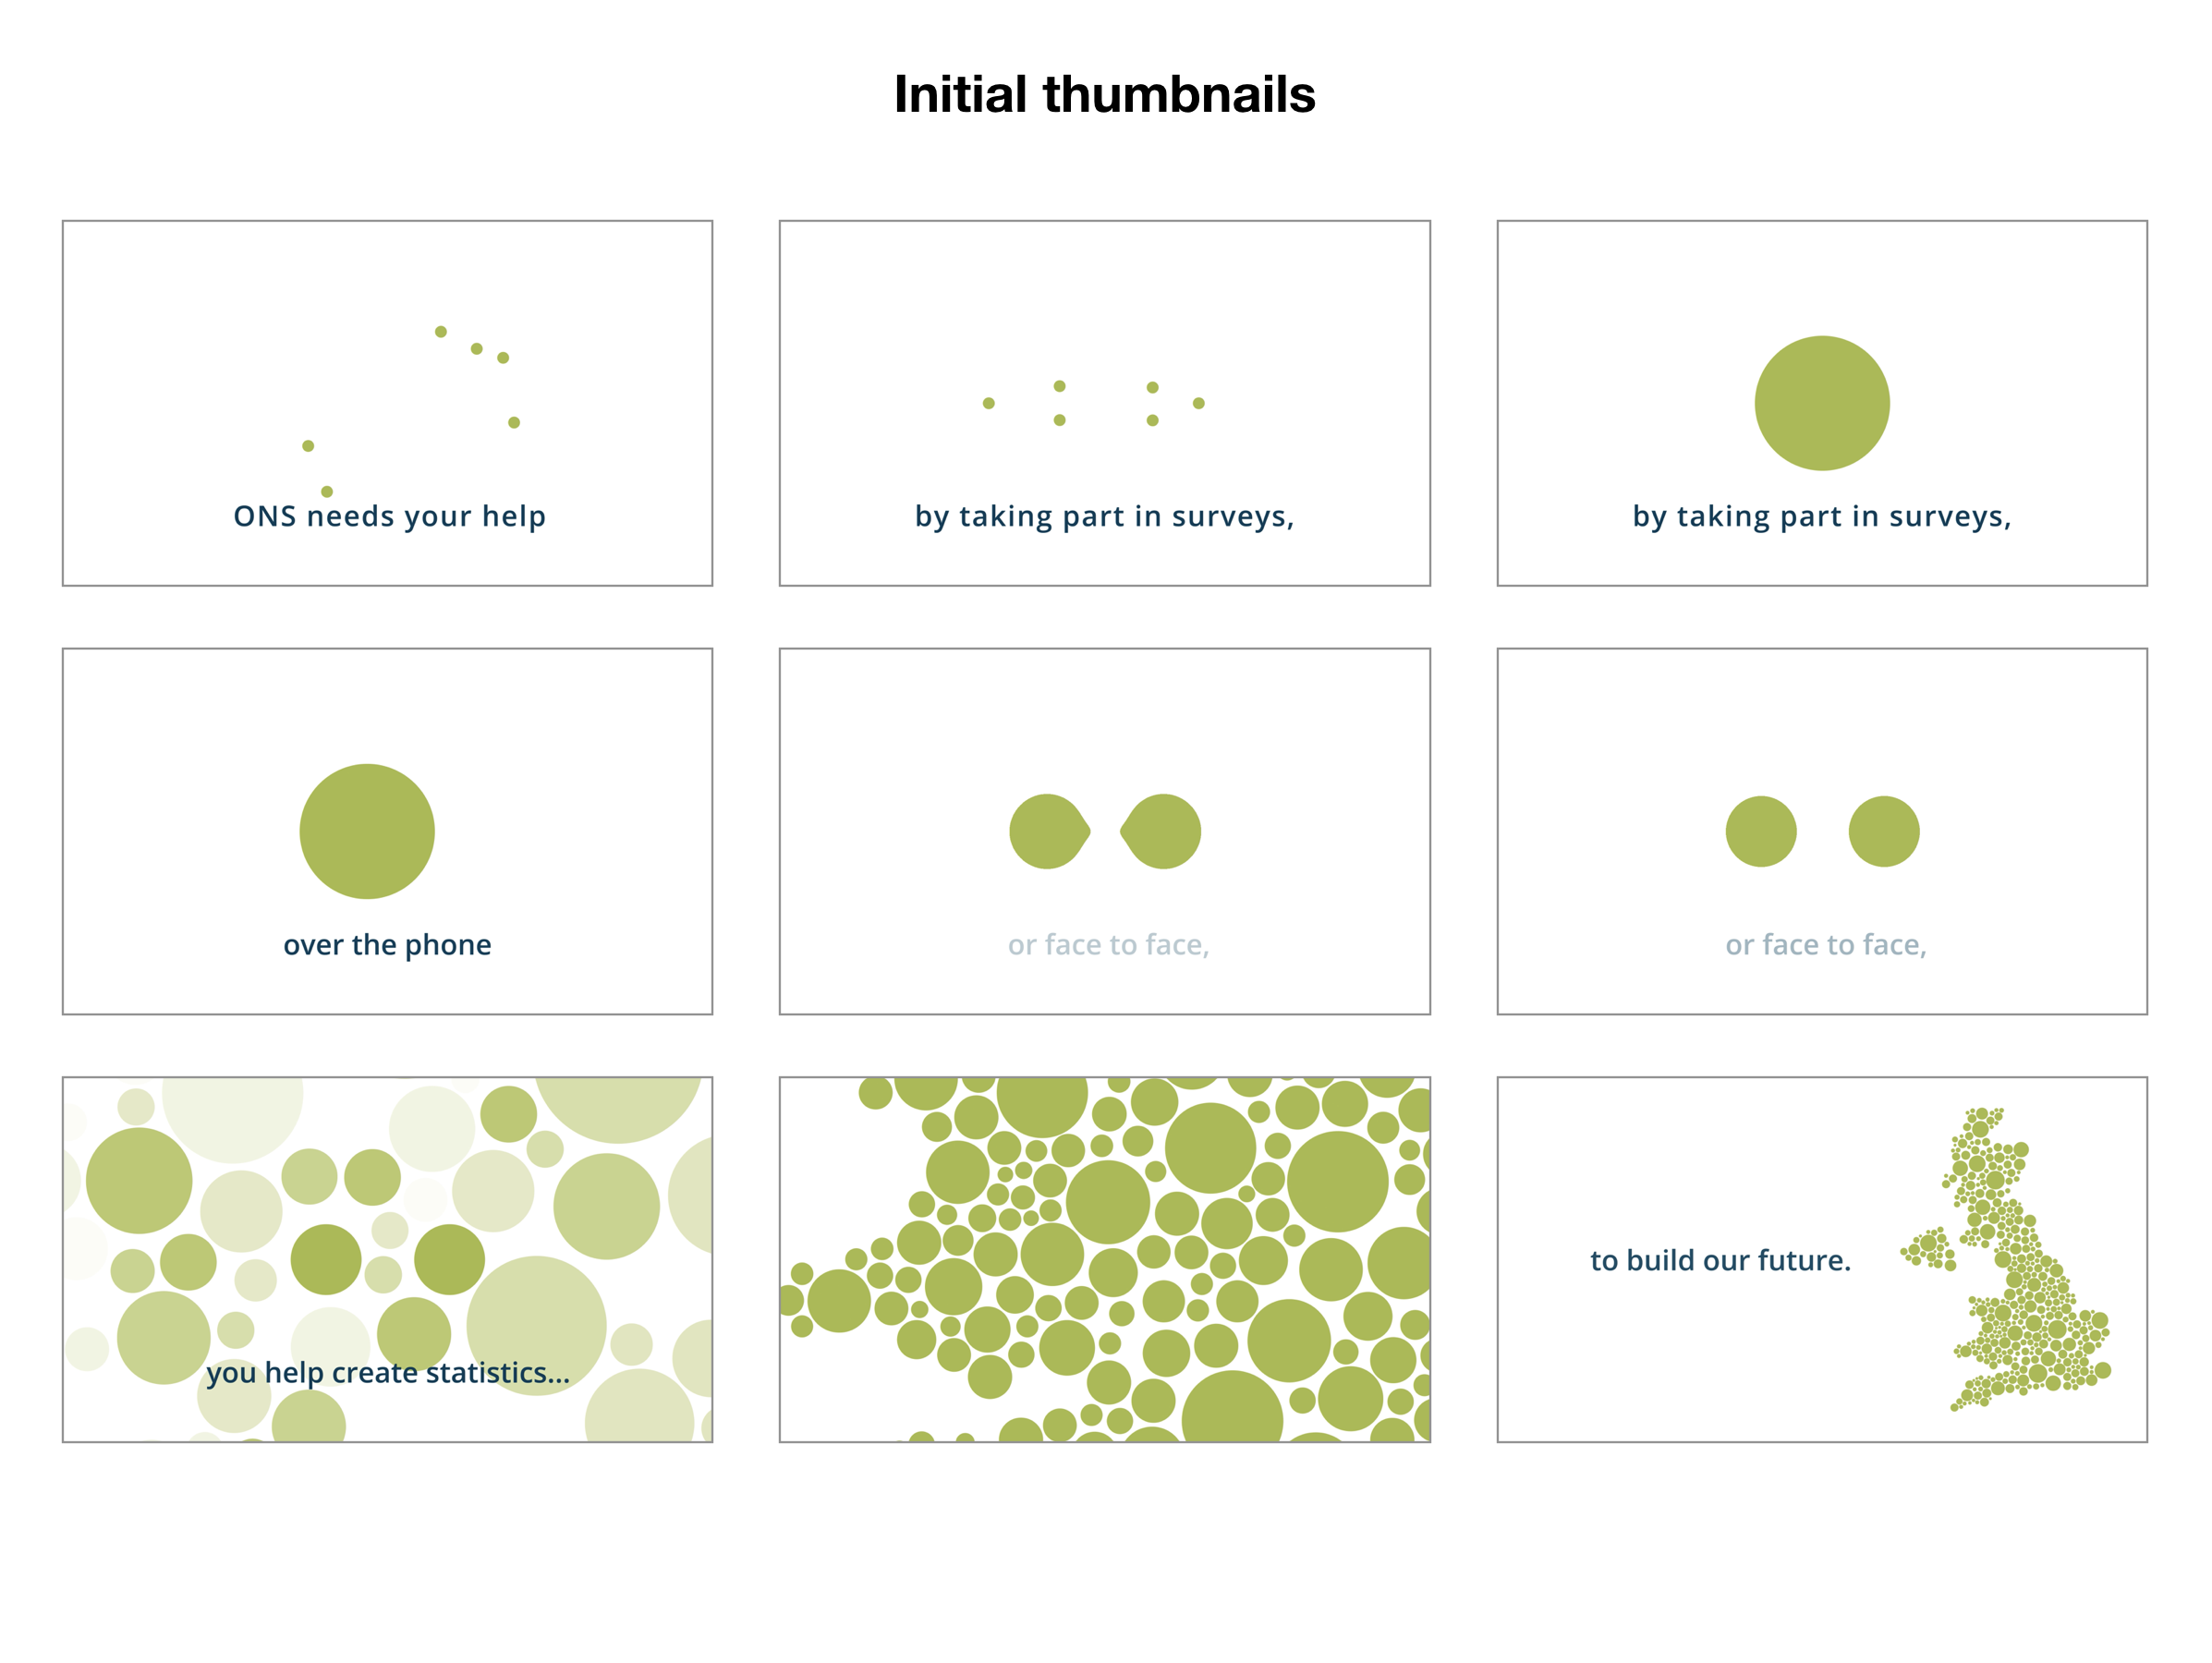 Initial thumbnails
ONS needs your help
by taking part in surveys,
by taking part in surveys,
over the phone
or face to face,
or face to face,
you help create statistics...
to build our future.